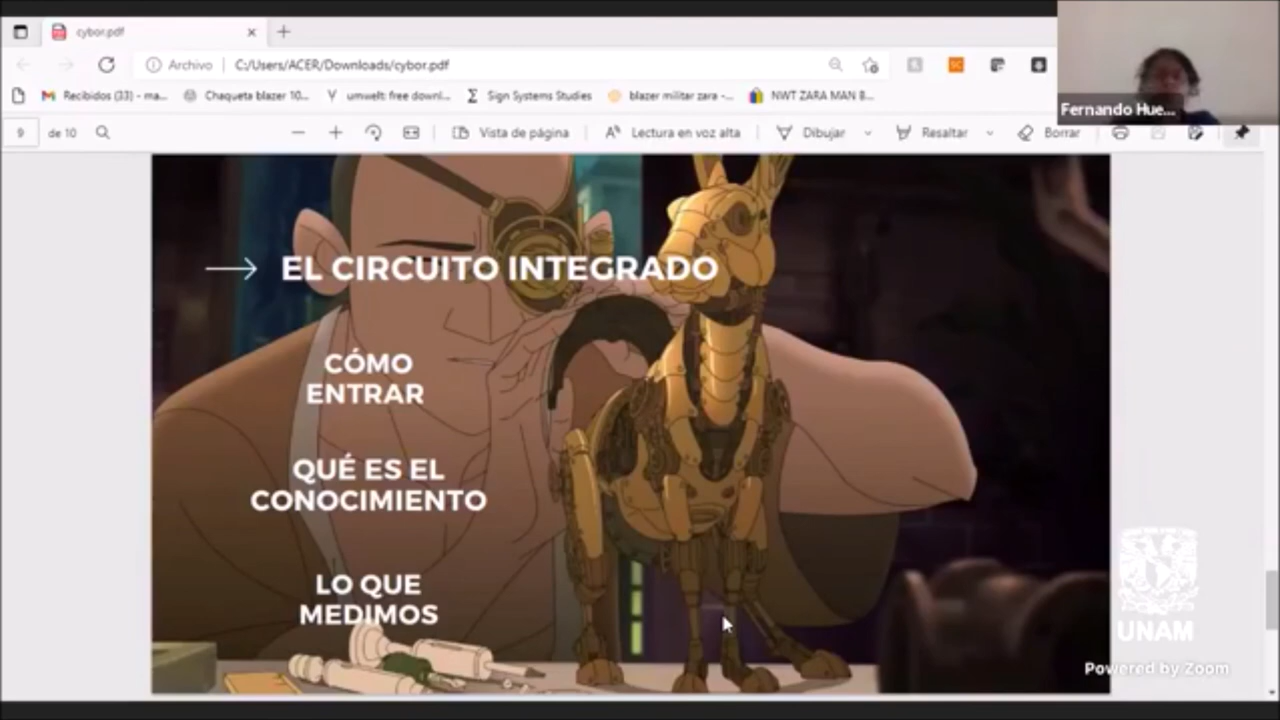 cybor.pdf
Archivo
C:/Users/ACER/Downloads/cybor.pdf
Recibidos (33) - ma...
Chaqueta blazer 10...
umwelt: free downl...
Sign Systems Studies
blazer militar zara -...
NWT ZARA MAN B...
Fernando Hue...
9 de 10
Vista de página
Lectura en voz alta
Dibujar
Resaltar
Borrar
EL CIRCUITO INTEGRADO
CÓMO
ENTRAR
QUÉ ES EL
CONOCIMIENTO
LO QUE
MEDIMOS
UNAM
Powered by Zoom